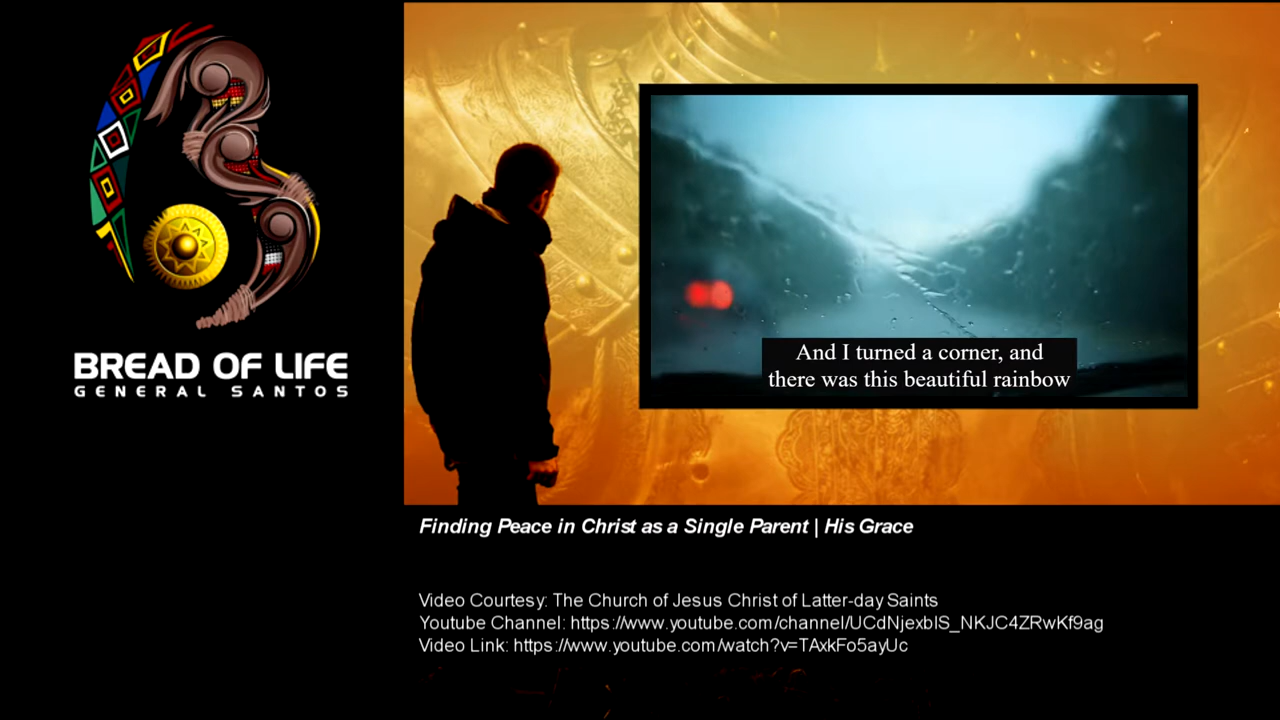 BREAD OF LIFE
GENERAL SANTOS
And I turned a corner, and
there was this beautiful rainbow
Finding Peace in Christ as a Single Parent | His Grace
Video Courtesy: The Church of Jesus Christ of Latter-day Saints
Youtube Channel: https://www.youtube.com/channel/UCdNjexbIS_NKJC4ZRwKf9ag
Video Link: https://www.youtube.com/watch?v=TAxkFo5ayUc